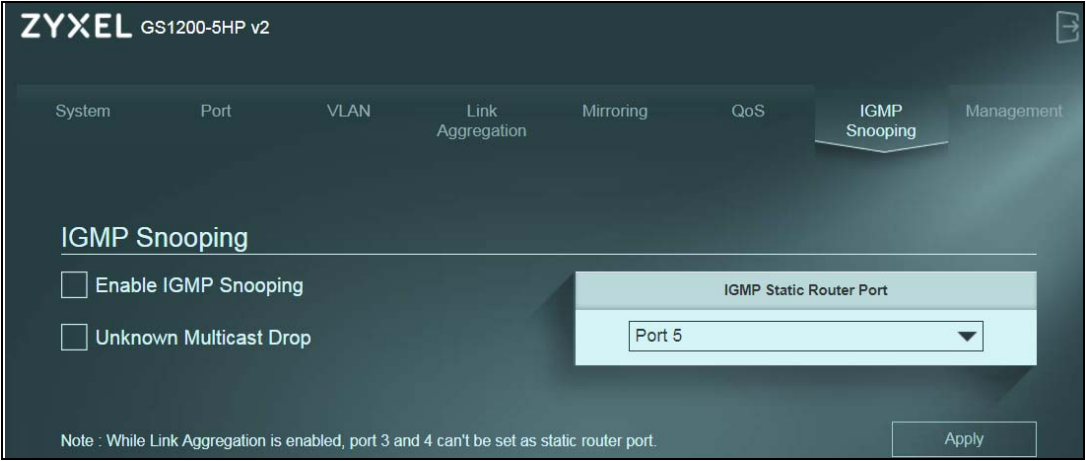 ZYXEL GS1200-5HP v2
System Port VLAN Link Aggregation Mirroring QoS IGMP Snooping Management
IGMP Snooping
Enable IGMP Snooping
IGMP Static Router Port
Unknown Multicast Drop
Port 5
Note : While Link Aggregation is enabled, port 3 and 4 can't be set as static router port.
Apply